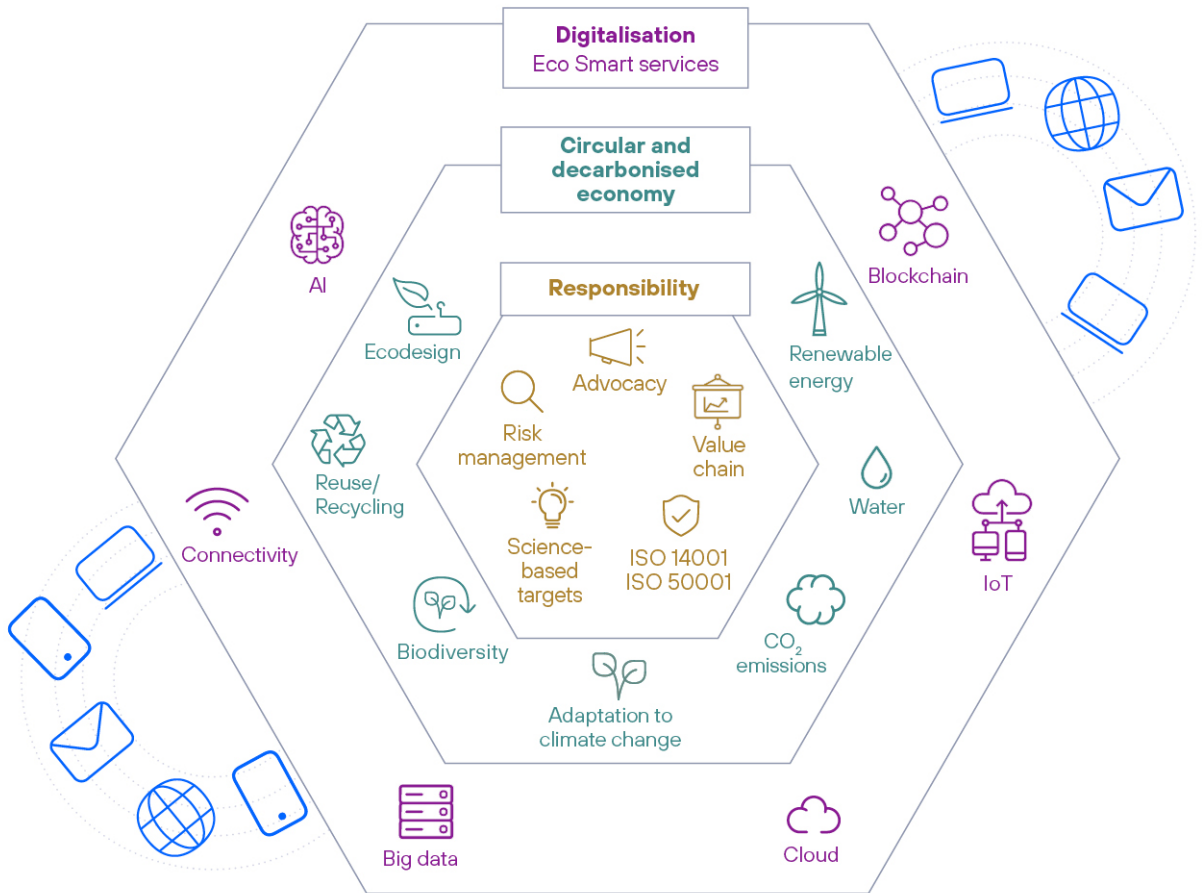 Digitalisation
Eco Smart services
Circular and
decarbonised
economy
Responsibility
AI
Blockchain
Ecodesign
Renewable
energy
Advocacy
Risk
management
Value
chain
Reuse/
Recycling
Water
Connectivity
IoT
Science-
based
targets
ISO 14001
ISO 50001
Biodiversity
CO₂
emissions
Adaptation to
climate change
Big data
Cloud